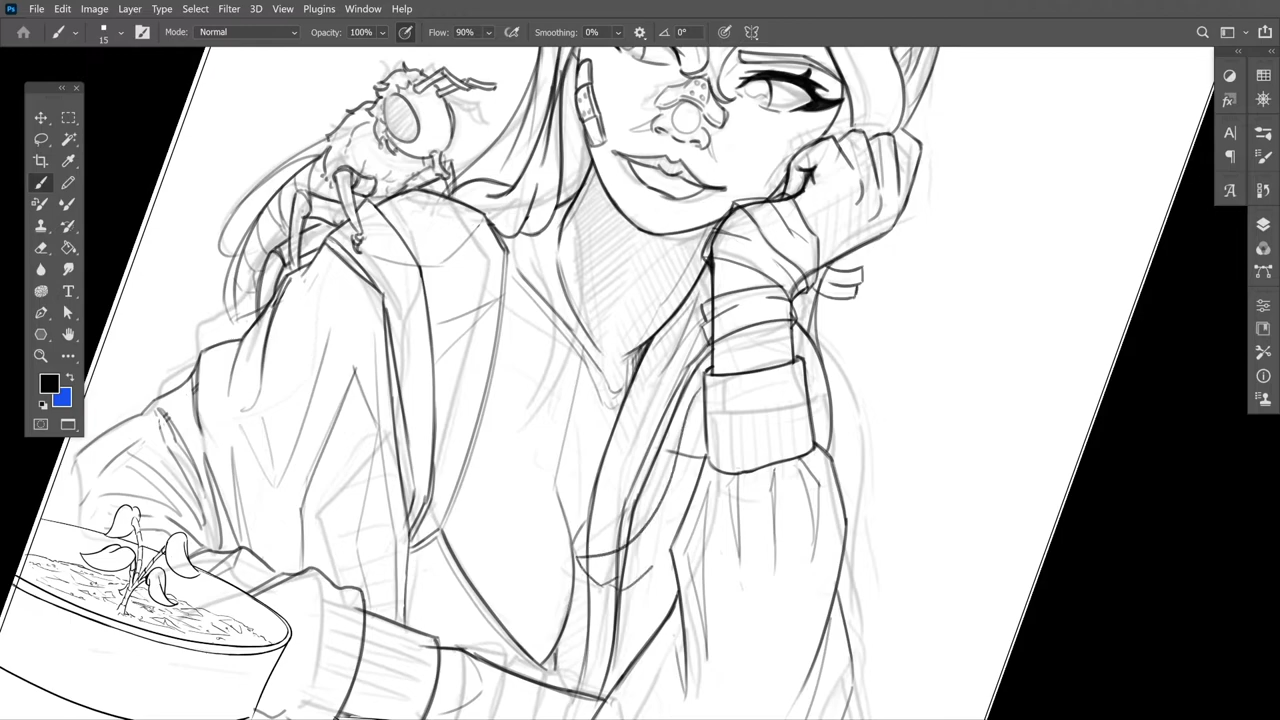 Ps File Edit Image Layer Type Select Filter 3D View Plugins Window Help
15 Mode: Normal Opacity: 100% Flow: 90% Smoothing: 0% 0°